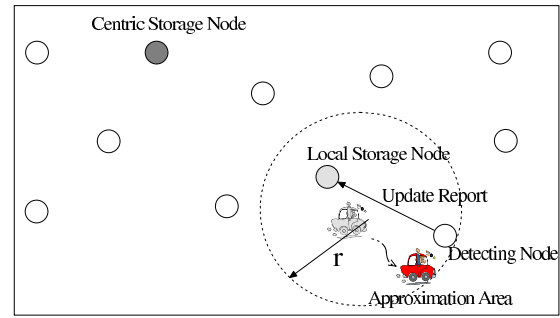 Centric Storage Node
Local Storage Node
Update Report
r
Detecting Node
Approximation Area